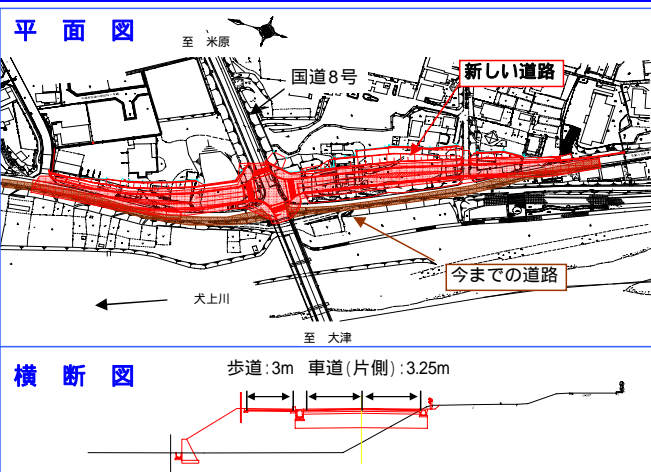 平面図
至 米原
国道8号
新しい道路
今までの道路
犬上川
至 大津
横断図
歩道:3m 車道(片側):3.25m